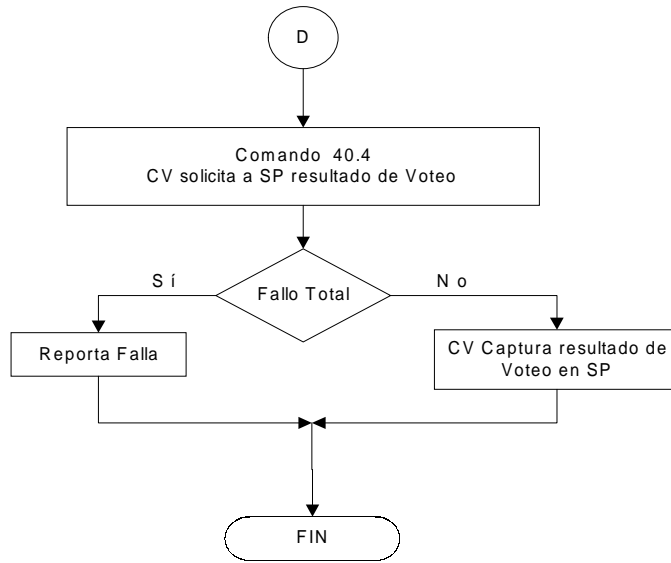 D
Comando 40.4
CV solicita a SP resultado de Voteo
Sí
Fallo Total
No
Reporta Falla
CV Captura resultado de
Voteo en SP
FIN